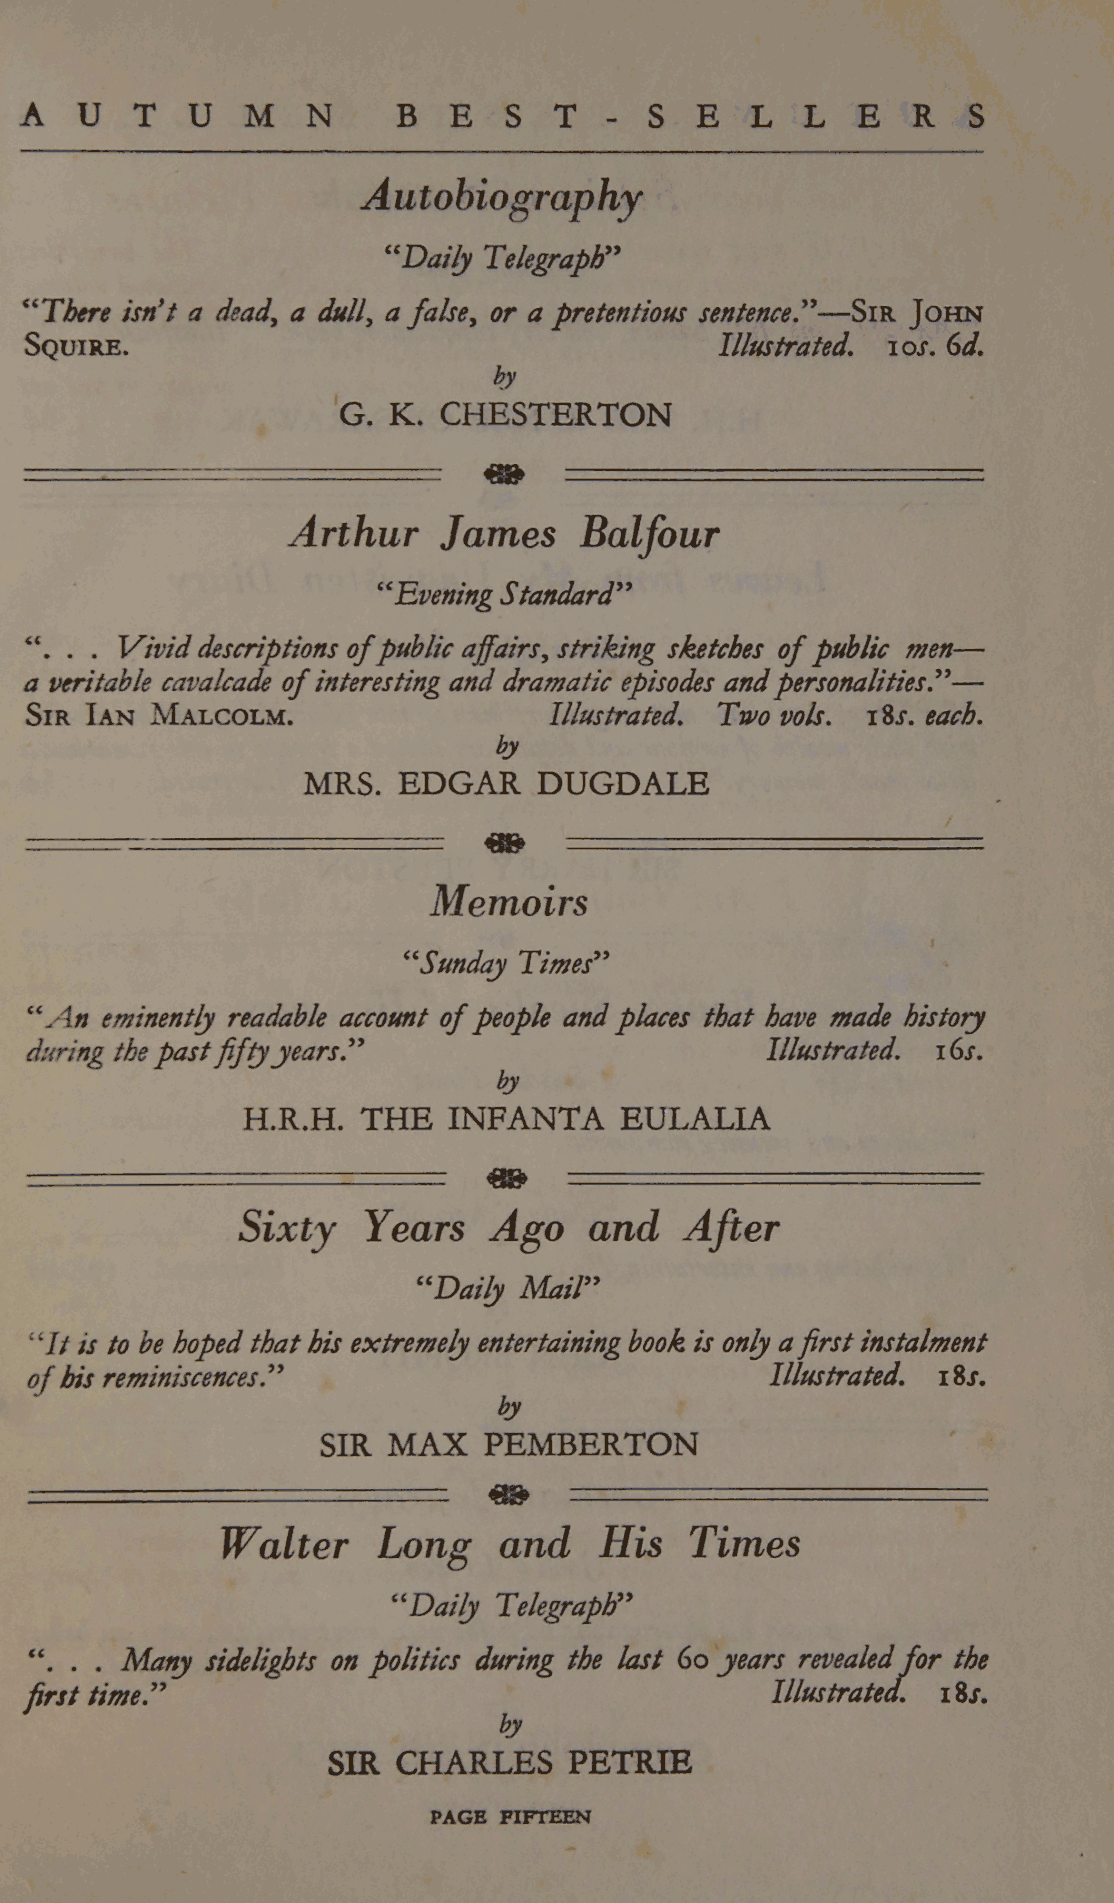 AUTUMN BEST-SELLERS
Autobiography
“Daily Telegraph”
“There isn't a dead, a dull, a false, or a pretentious sentence.”—SIR JOHN
SQUIRE. Illustrated. 10s. 6d.
by
G. K. CHESTERTON
Arthur James Balfour
“Evening Standard”
“. . . Vivid descriptions of public affairs, striking sketches of public men—
a veritable cavalcade of interesting and dramatic episodes and personalities.”—
SIR IAN MALCOLM. Illustrated. Two vols. 18s. each.
by
MRS. EDGAR DUGDALE
Memoirs
“Sunday Times”
“An eminently readable account of people and places that have made history
during the past fifty years.” Illustrated. 16s.
by
H.R.H. THE INFANTA EULALIA
Sixty Years Ago and After
“Daily Mail”
“It is to be hoped that his extremely entertaining book is only a first instalment
of his reminiscences.” Illustrated. 18s.
by
SIR MAX PEMBERTON
Walter Long and His Times
“Daily Telegraph”
“. . . Many sidelights on politics during the last 60 years revealed for the
first time.” Illustrated. 18s.
by
SIR CHARLES PETRIE
PAGE FIFTEEN